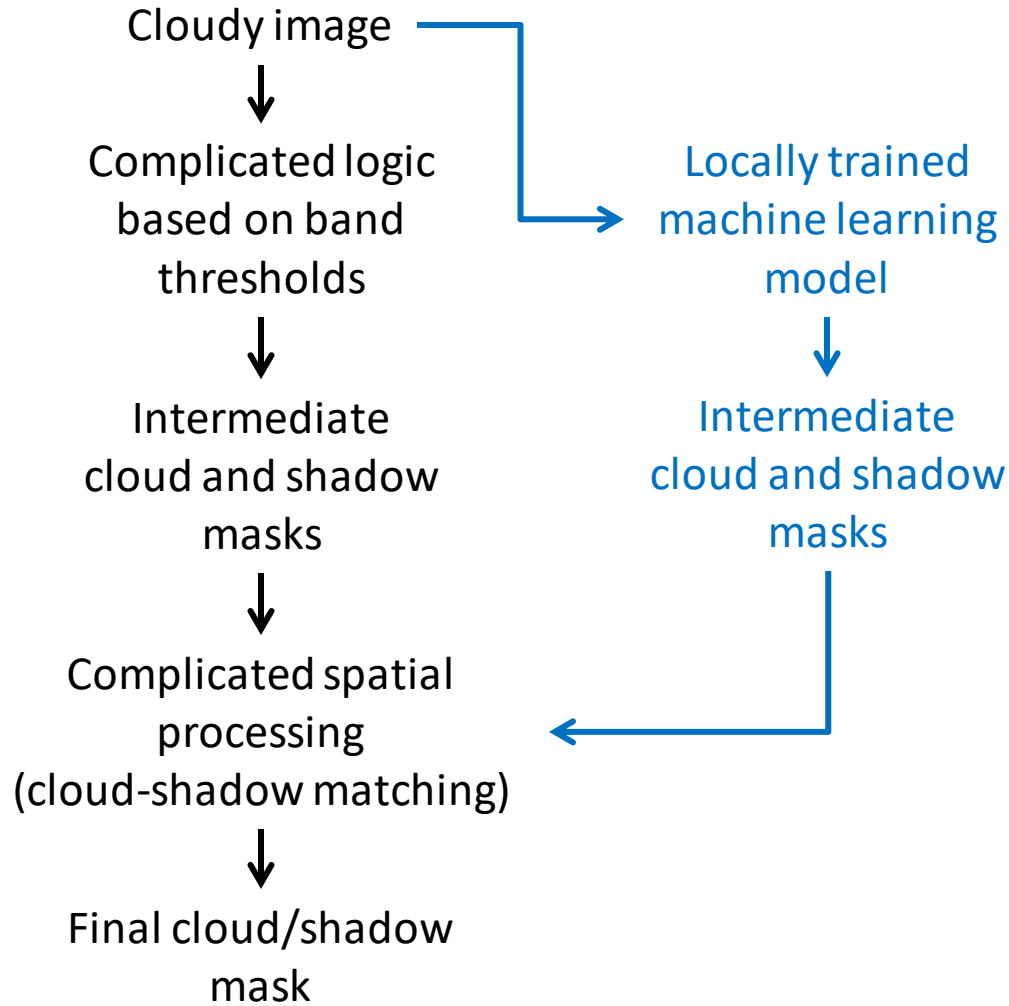 Cloudy image
Complicated logic
based on band
thresholds
Intermediate
cloud and shadow
masks
Complicated spatial
processing
(cloud-shadow matching)
Final cloud/shadow
mask
Locally trained
machine learning
model
Intermediate
cloud and shadow
masks